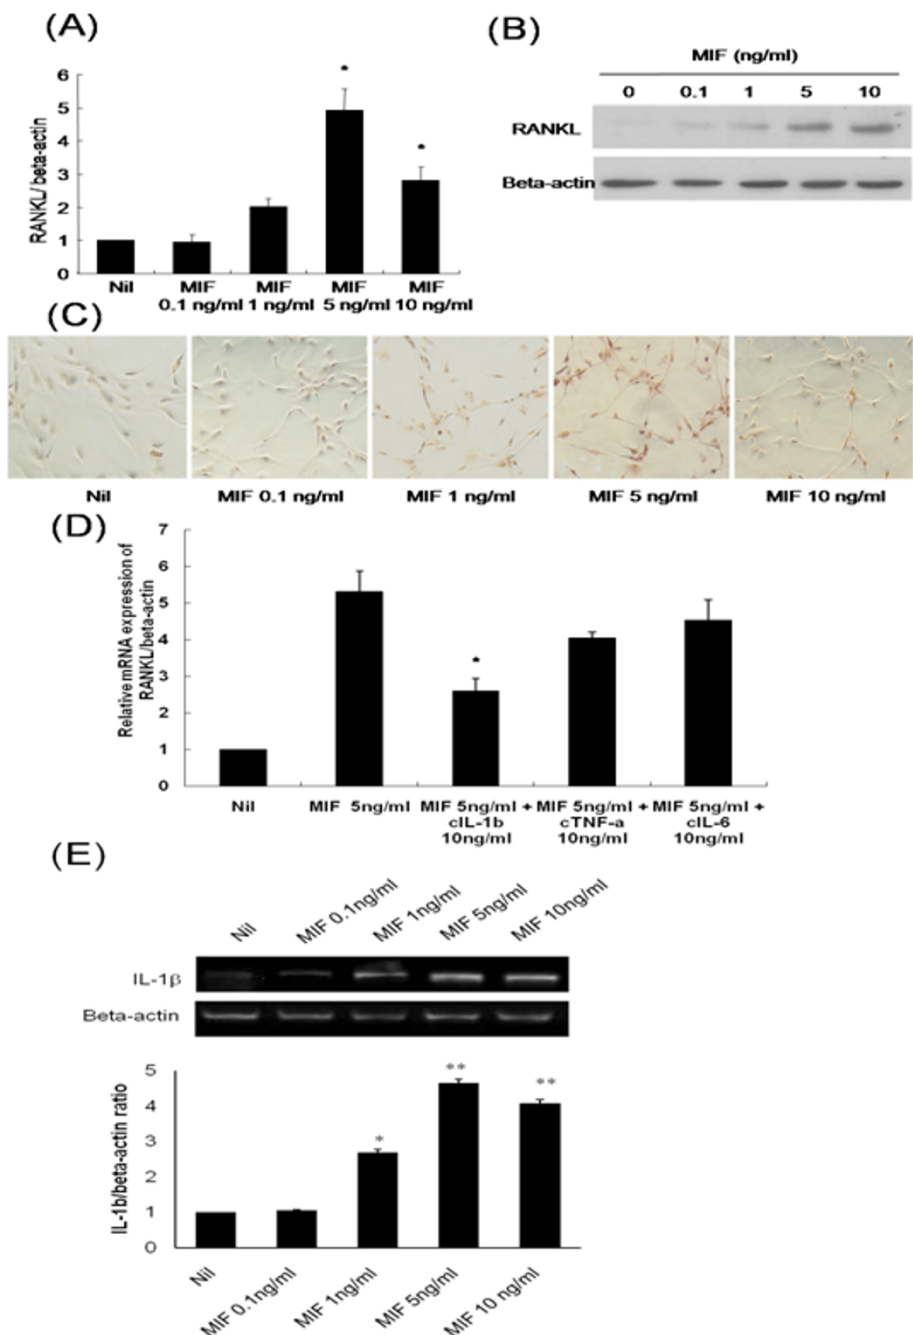 (A)
RANKL/ beta-actin
6
5
4
3
2
1
0
*
*
Nil
MIF
0.1 ng/ml
MIF
1 ng/ml
MIF
5 ng/ml
MIF
10 ng/ml
(B)
MIF (ng/ml)
0 0.1 1 5 10
RANKL
Beta-actin
(C)
Nil
MIF 0.1 ng/ml
MIF 1 ng/ml
MIF 5 ng/ml
MIF 10 ng/ml
(D)
Relative mRNA expression of
RANKL/beta-actin
7
6
5
4
3
2
1
0
*
Nil
MIF 5ng/ml
MIF 5ng/ml +
cIL-1b
10ng/ml
MIF 5ng/ml +
cTNF-a
10ng/ml
MIF 5ng/ml +
cIL-6
10ng/ml
(E)
Nil
MIF 0.1ng/ml
MIF 1ng/ml
MIF 5ng/ml
MIF 10ng/ml
IL-1β
Beta-actin
IL-1b/beta-actin ratio
5
4
3
2
1
0
*
**
**
Nil
MIF 0.1ng/ml
MIF 1ng/ml
MIF 5ng/ml
MIF 10 ng/ml